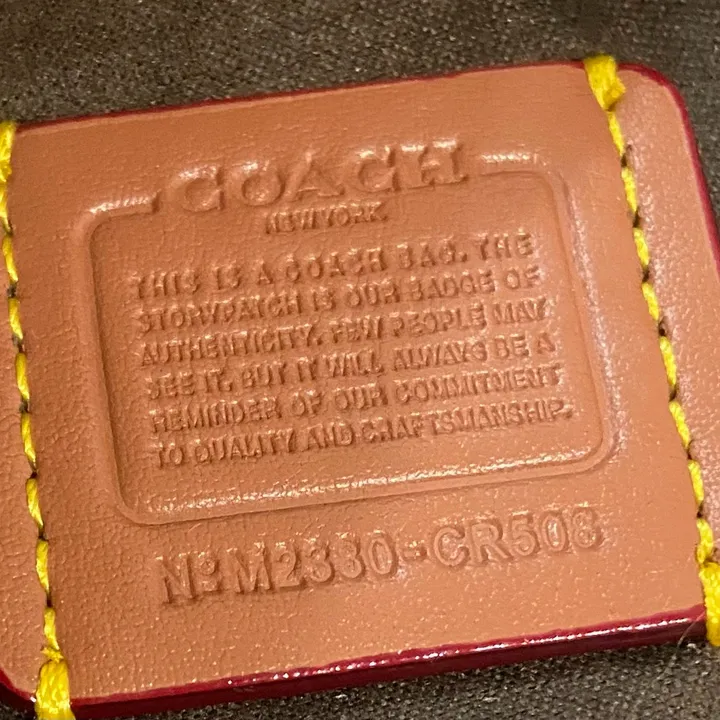 COACH
NEW YORK
THIS IS A COACH BAG. THE
STORYPATCH IS OUR BADGE OF
AUTHENTICITY. FEW PEOPLE MAY
SEE IT, BUT IT WILL ALWAYS BE A
REMINDER OF OUR COMMITMENT
TO QUALITY AND CRAFTSMANSHIP.
Nº M2380-CR508